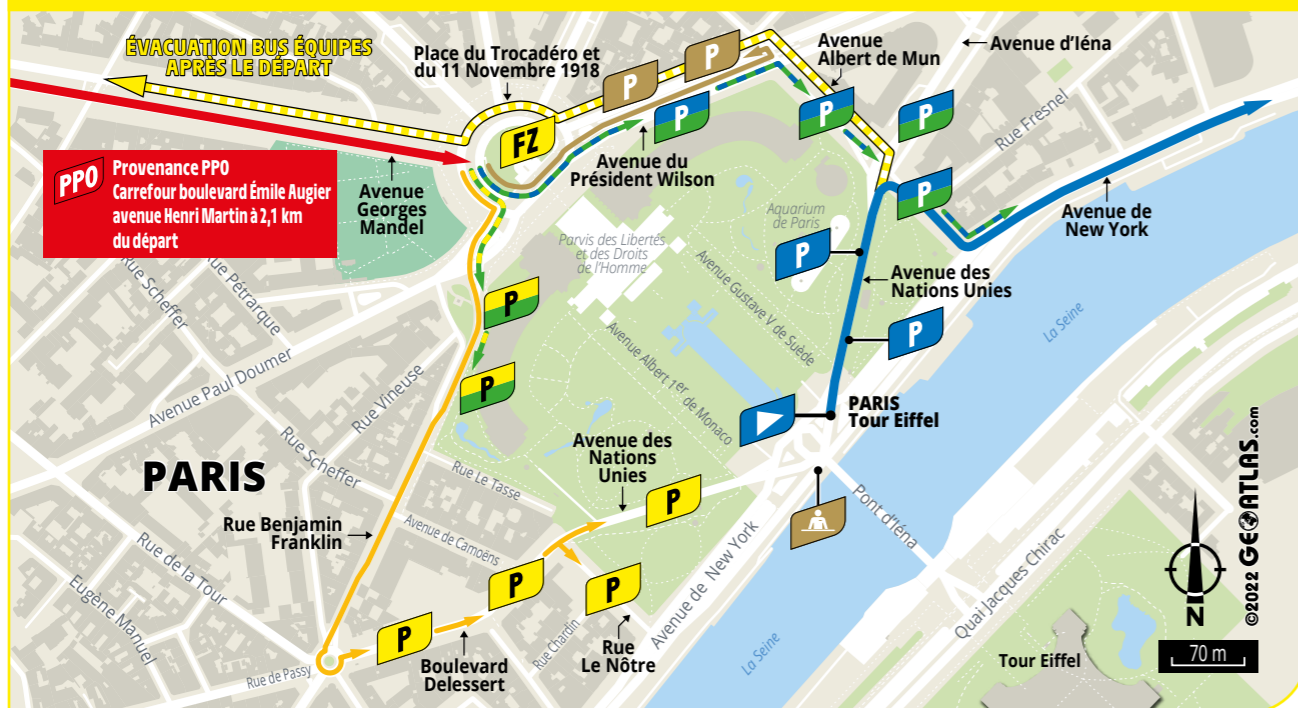 ÉVACUATION BUS ÉQUIPES
APRÈS LE DÉPART
Place du Trocadéro et
du 11 Novembre 1918
P
P
Avenue
Albert de Mun
Avenue d'Iéna
FZ
P
P
P
Rue Fresnel
PPO
Provenance PPO
Carrefour boulevard Émile Augier
avenue Henri Martin à 2,1 km
du départ
Avenue
Georges
Mandel
Avenue du
Président Wilson
P
Avenue de
New York
Aquarium
de Paris
Parvis des Libertés
et des Droits
de l'Homme
P
Avenue des
Nations Unies
Rue Scheffer
Rue Pétrarque
Avenue Gustave V de Suède
La Seine
P
P
P
Avenue Paul Doumer
Rue Vineuse
Avenue Albert 1er de Monaco
PARIS
Tour Eiffel
Avenue des
Nations
Unies
Rue Scheffer
PARIS
Rue Le Tasse
P
Pont d'Iéna
Rue Benjamin
Franklin
Avenue de Camoëns
Rue de la Tour
Eugène Manuel
P
P
P
Avenue de New York
Quai Jacques Chirac
Rue Chardin
Rue
Le Nôtre
Boulevard
Delessert
Rue de Passy
La Seine
Tour Eiffel
N
70 m
©2022 GEOATLAS.com